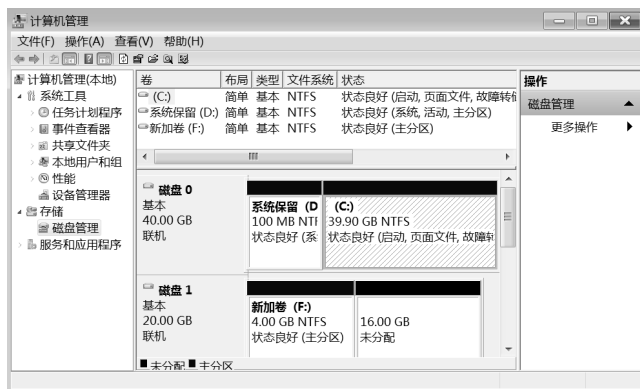 计算机管理
文件(F) 操作(A) 查看(V) 帮助(H)
计算机管理(本地)
系统工具
任务计划程序
事件查看器
共享文件夹
本地用户和组
性能
设备管理器
存储
磁盘管理
服务和应用程序
卷 布局 类型 文件系统 状态
(C:) 简单 基本 NTFS 状态良好 (启动, 页面文件, 故障转
系统保留 (D:) 简单 基本 NTFS 状态良好 (系统, 活动, 主分区)
新加卷 (F:) 简单 基本 NTFS 状态良好 (主分区)
磁盘 0
基本
40.00 GB
联机
系统保留 (D
100 MB NTF
状态良好 (系
(C:)
39.90 GB NTFS
状态良好 (启动, 页面文件, 故障转
磁盘 1
基本
20.00 GB
联机
新加卷 (F:)
4.00 GB NTFS
状态良好 (主分区)
16.00 GB
未分配
未分配 主分区
操作
磁盘管理
更多操作